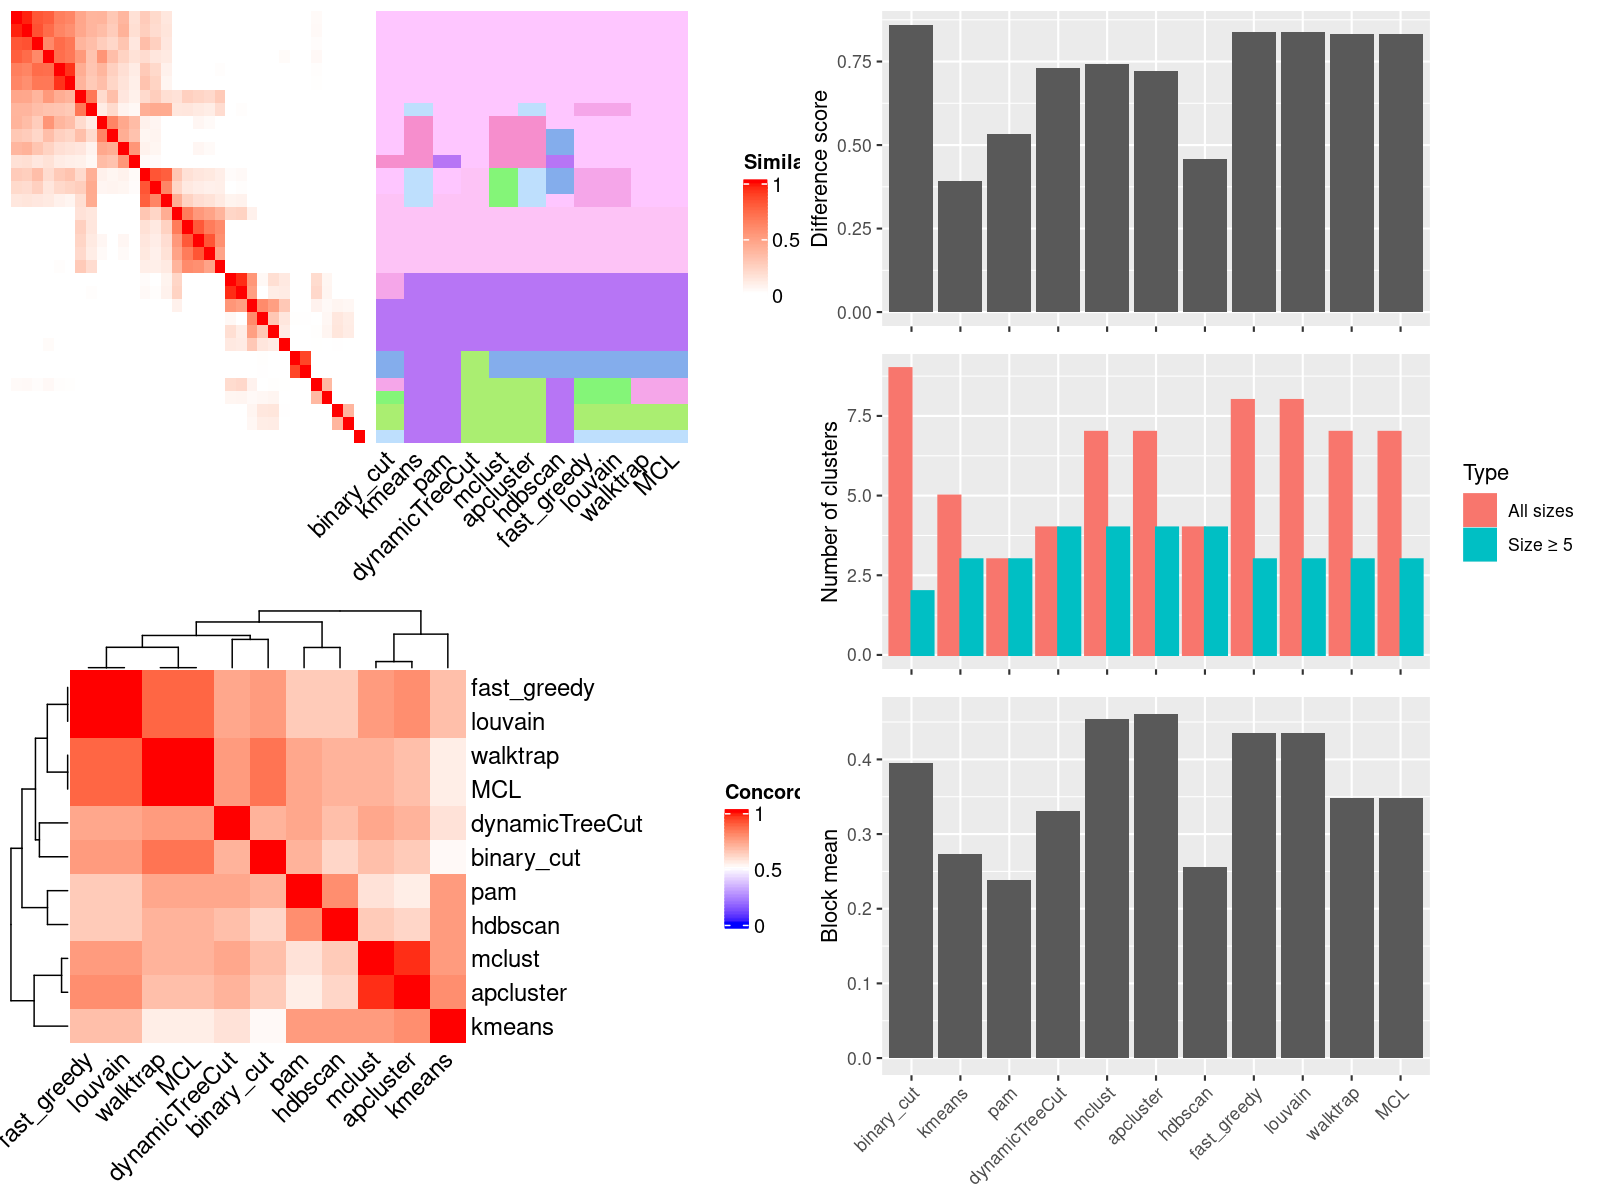 Simila
1
0.5
0
binary_cut
kmeans
pam
dynamicTreeCut
mclust
apcluster
hdbscan
fast_greedy
louvain
walktrap
MCL
fast_greedy
louvain
walktrap
MCL
dynamicTreeCut
binary_cut
pam
hdbscan
mclust
apcluster
kmeans
fast_greedy
louvain
walktrap
MCL
dynamicTreeCut
binary_cut
pam
hdbscan
mclust
apcluster
kmeans
Concord
1
0.5
0
Difference score
0.75
0.50
0.25
0.00
Number of clusters
7.5
5.0
2.5
0.0
Type
All sizes
Size ≥ 5
Block mean
0.4
0.3
0.2
0.1
0.0
binary_cut
kmeans
pam
dynamicTreeCut
mclust
apcluster
hdbscan
fast_greedy
louvain
walktrap
MCL